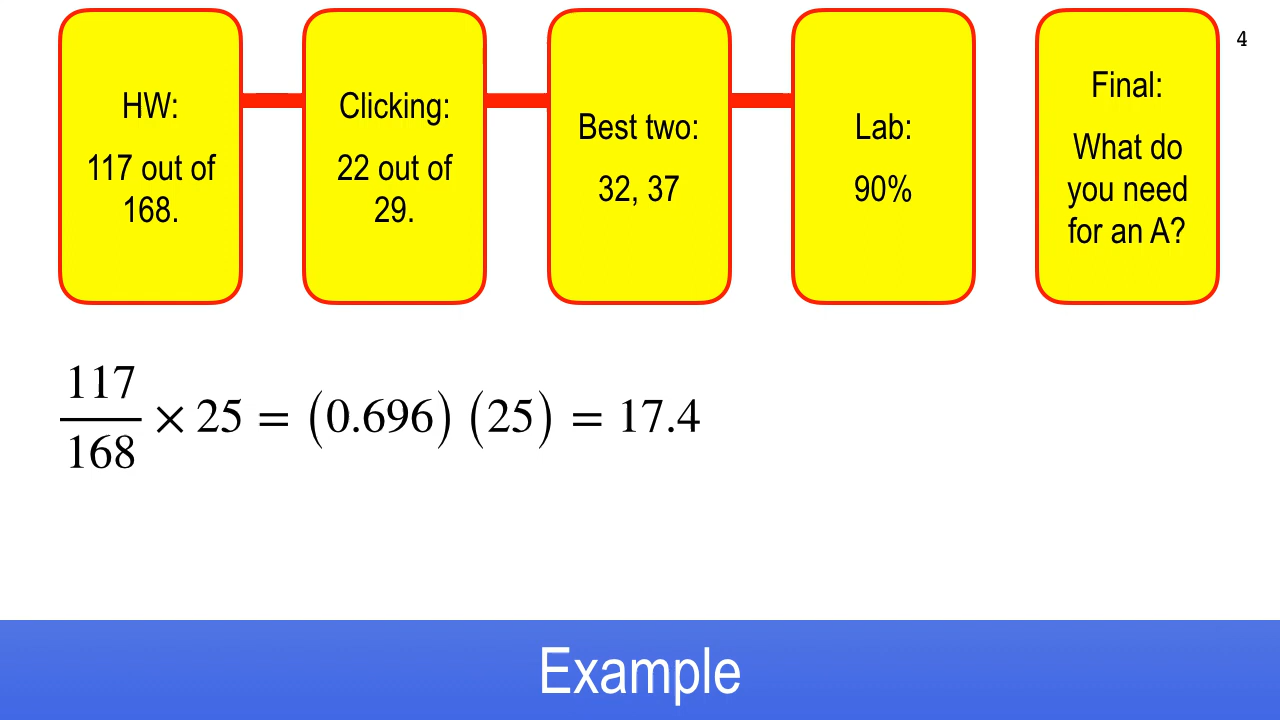 HW:
117 out of
168.
Clicking:
22 out of
29.
Best two:
32, 37
Lab:
90%
Final:
What do
you need
for an A?
4
117/168 × 25 = (0.696) (25) = 17.4
Example